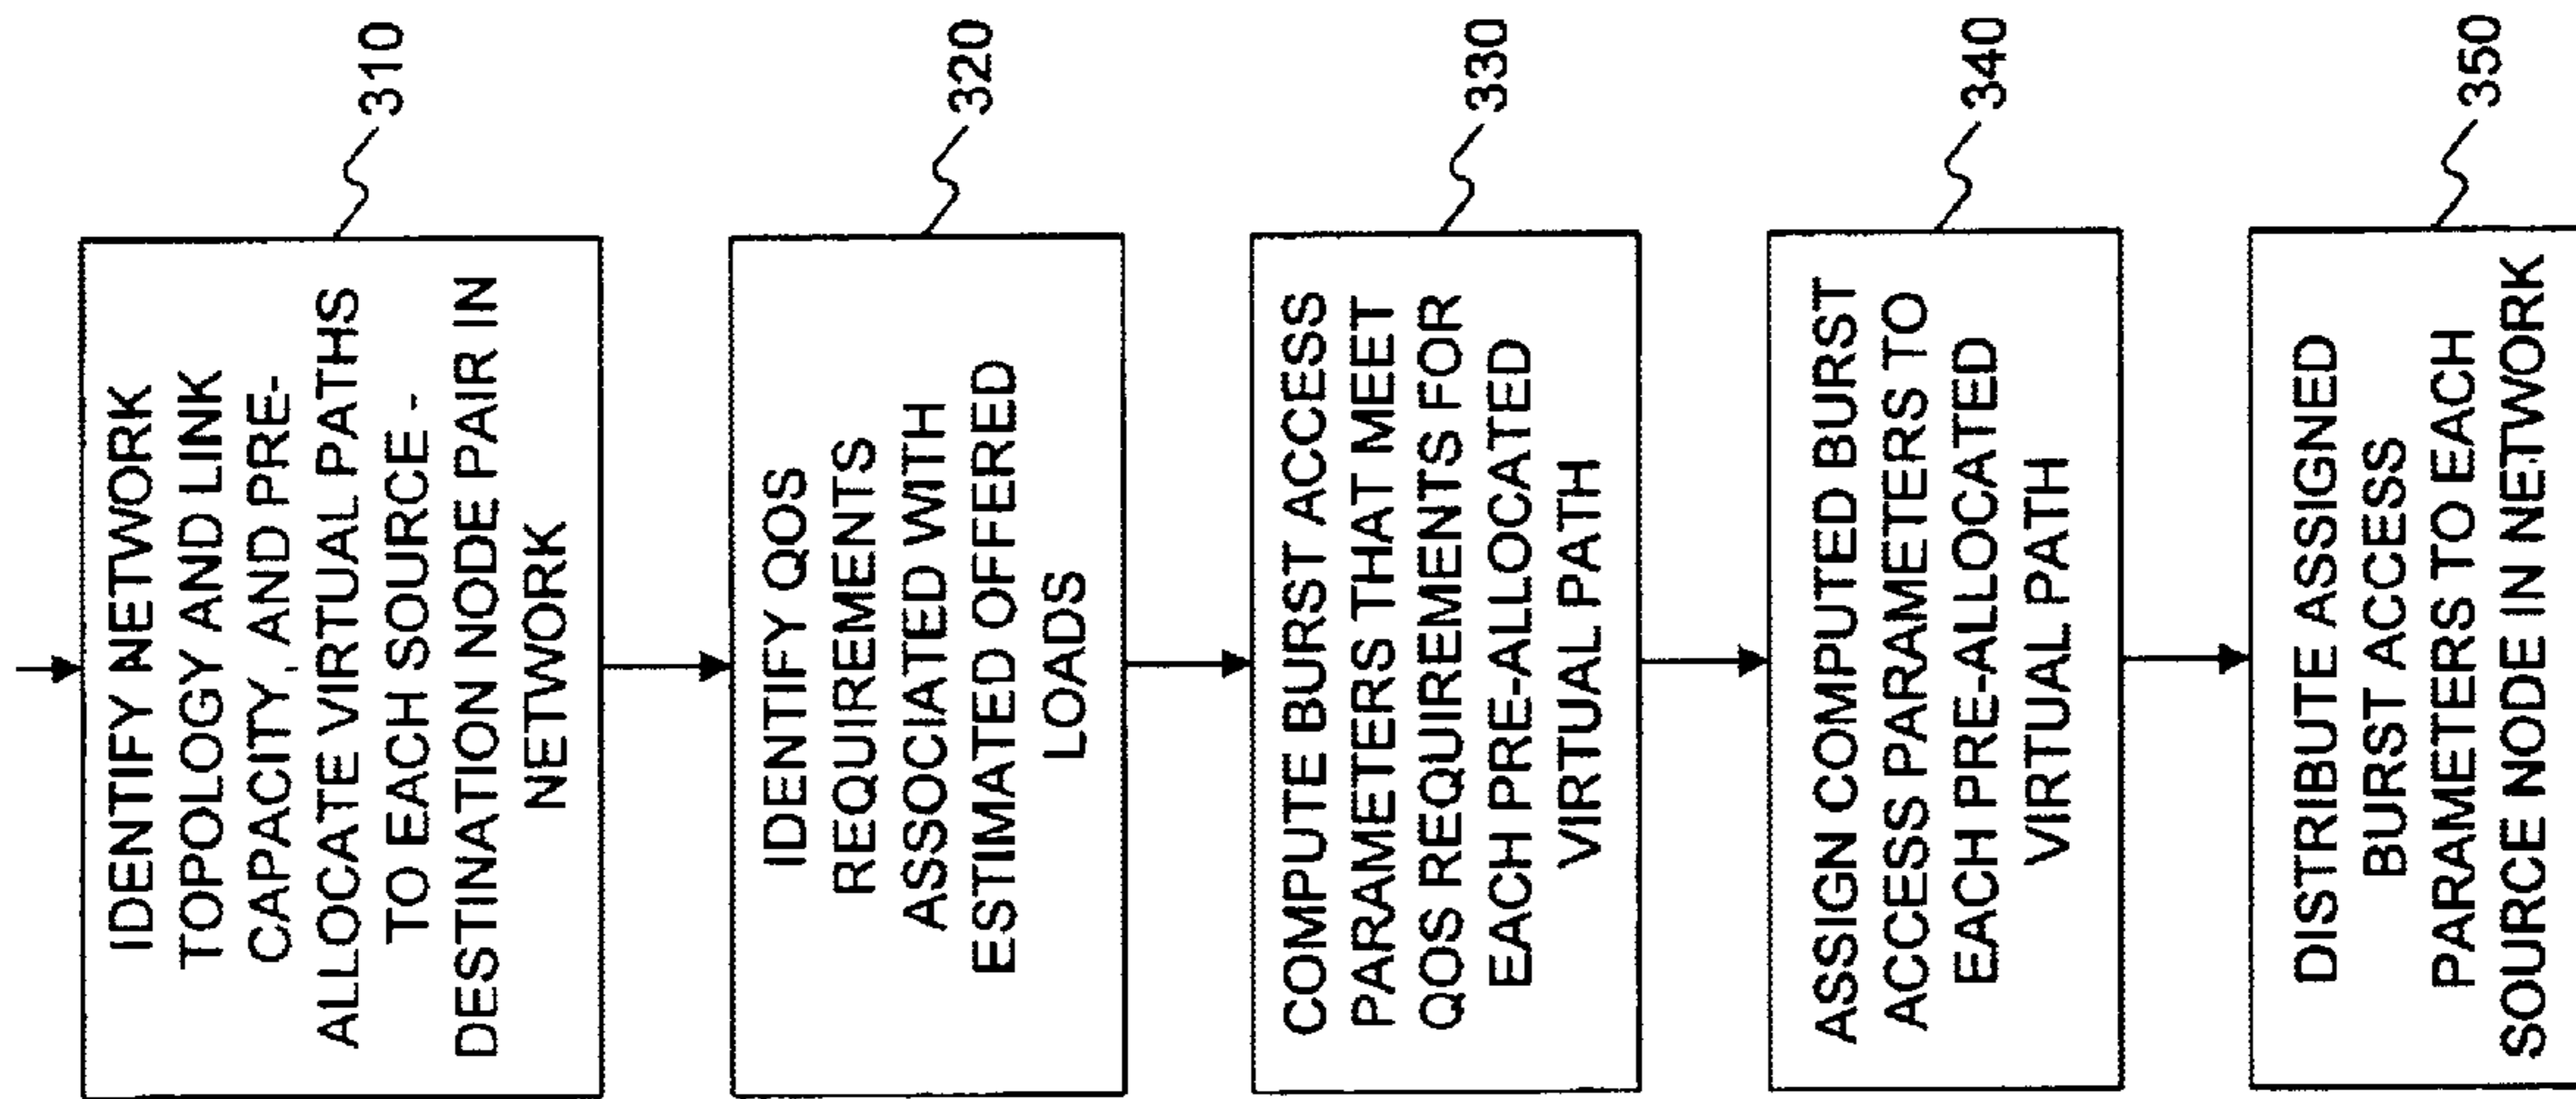 IDENTIFY NETWORK
TOPOLOGY AND LINK
CAPACITY, AND PRE-
ALLOCATE VIRTUAL PATHS
TO EACH SOURCE -
DESTINATION NODE PAIR IN
NETWORK
310
IDENTIFY QOS
REQUIREMENTS
ASSOCIATED WITH
ESTIMATED OFFERED
LOADS
320
COMPUTE BURST ACCESS
PARAMETERS THAT MEET
QOS REQUIREMENTS FOR
EACH PRE-ALLOCATED
VIRTUAL PATH
330
ASSIGN COMPUTED BURST
ACCESS PARAMETERS TO
EACH PRE-ALLOCATED
VIRTUAL PATH
340
DISTRIBUTE ASSIGNED
BURST ACCESS
PARAMETERS TO EACH
SOURCE NODE IN NETWORK
350